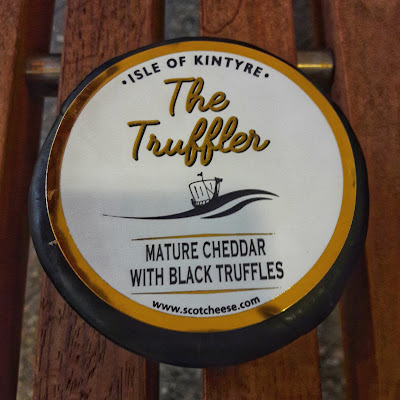 • ISLE OF KINTYRE •
The
Truffler
MATURE CHEDDAR
WITH BLACK TRUFFLES
www.scotcheese.com